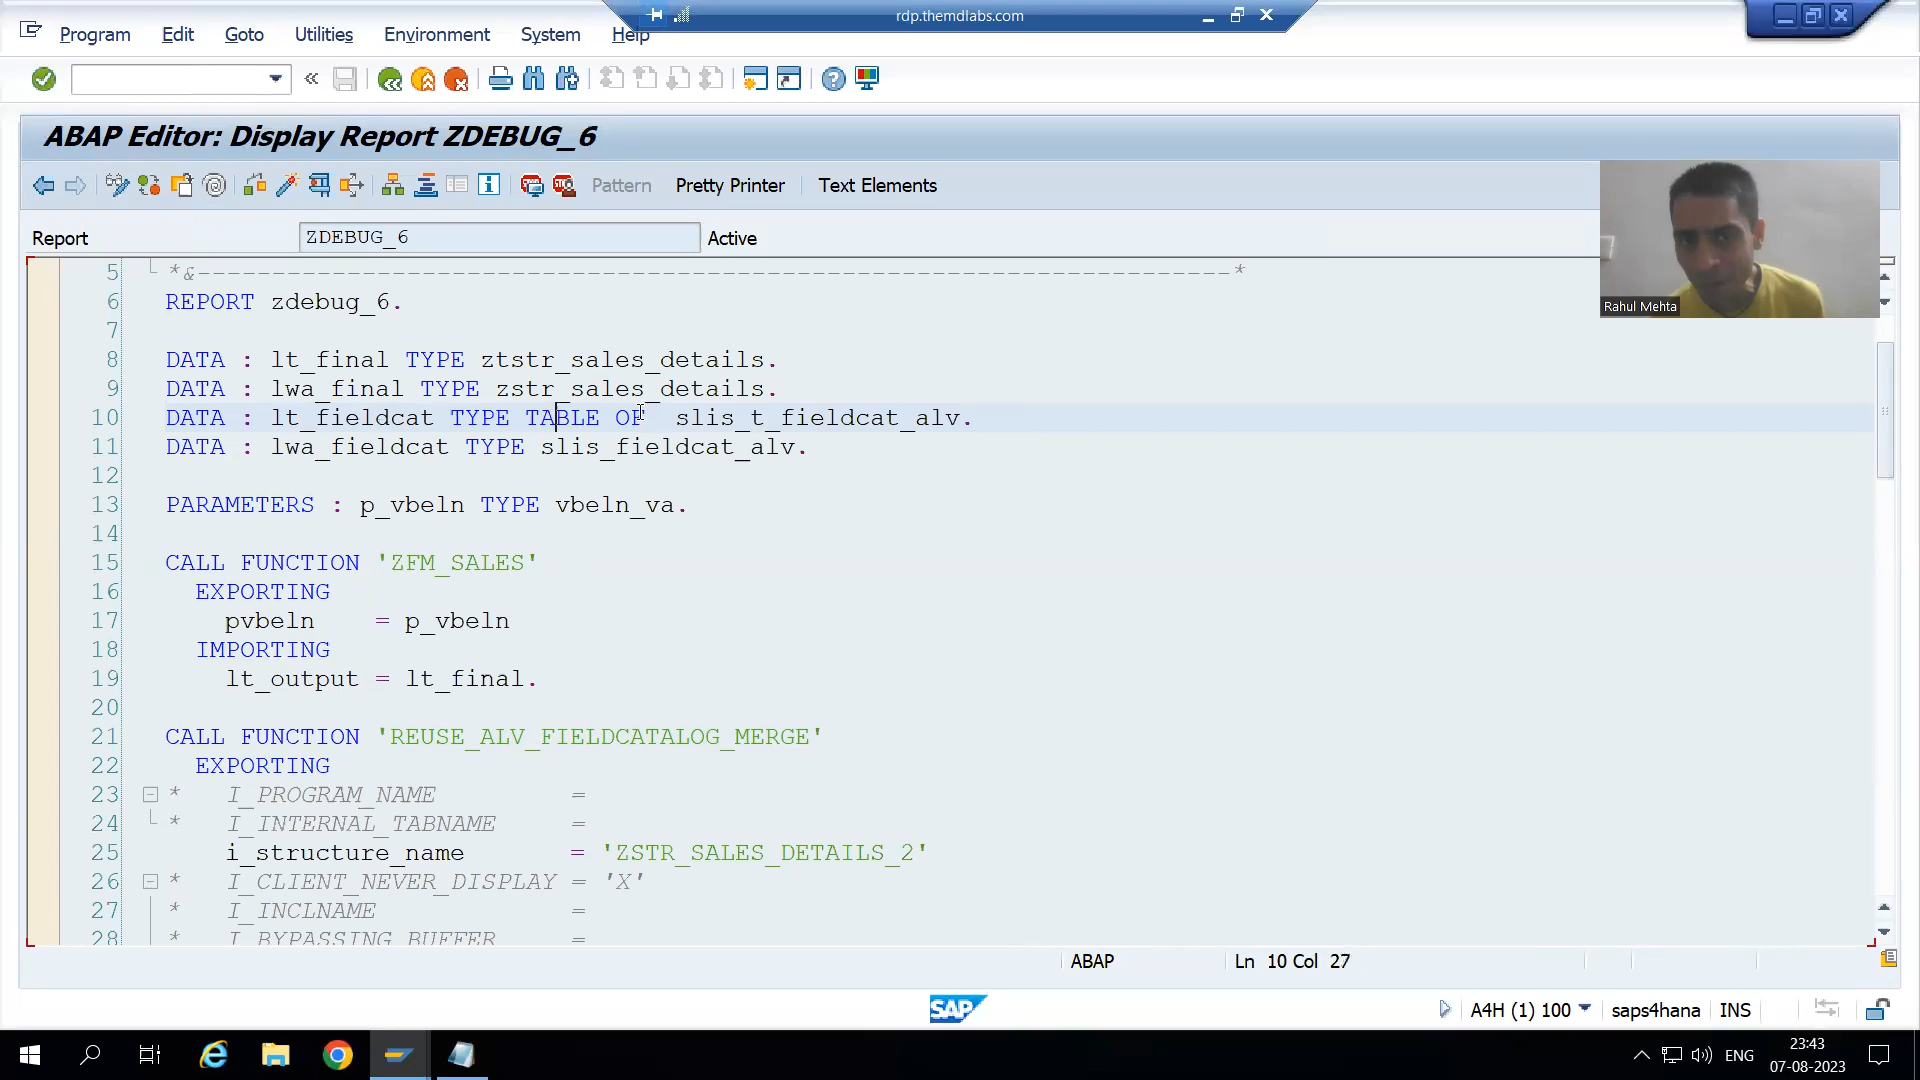 rdp.themdlabs.com
Program Edit Goto Utilities Environment System Help
ABAP Editor: Display Report ZDEBUG_6
Pattern Pretty Printer Text Elements
Report ZDEBUG_6 Active
Rahul Mehta
5 *&---------------------------------------------------------------------*
6 REPORT zdebug_6.
7
8 DATA : lt_final TYPE ztstr_sales_details.
9 DATA : lwa_final TYPE zstr_sales_details.
10 DATA : lt_fieldcat TYPE TABLE OF  slis_t_fieldcat_alv.
11 DATA : lwa_fieldcat TYPE slis_fieldcat_alv.
12
13 PARAMETERS : p_vbeln TYPE vbeln_va.
14
15 CALL FUNCTION 'ZFM_SALES'
16 EXPORTING
17 pvbeln    = p_vbeln
18 IMPORTING
19 lt_output = lt_final.
20
21 CALL FUNCTION 'REUSE_ALV_FIELDCATALOG_MERGE'
22 EXPORTING
23 *   I_PROGRAM_NAME         =
24 *   I_INTERNAL_TABNAME     =
25 i_structure_name       = 'ZSTR_SALES_DETAILS_2'
26 *   I_CLIENT_NEVER_DISPLAY = 'X'
27 *   I_INCLNAME             =
28 *   I_BYPASSING_BUFFER     =
ABAP Ln 10 Col 27
SAP A4H (1) 100 saps4hana INS
ENG 23:43
07-08-2023